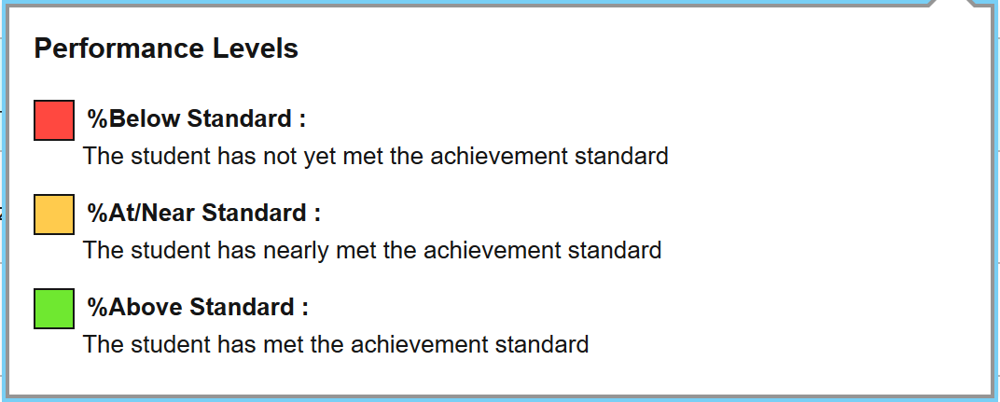 Performance Levels
%Below Standard :
The student has not yet met the achievement standard
%At/Near Standard :
The student has nearly met the achievement standard
%Above Standard :
The student has met the achievement standard